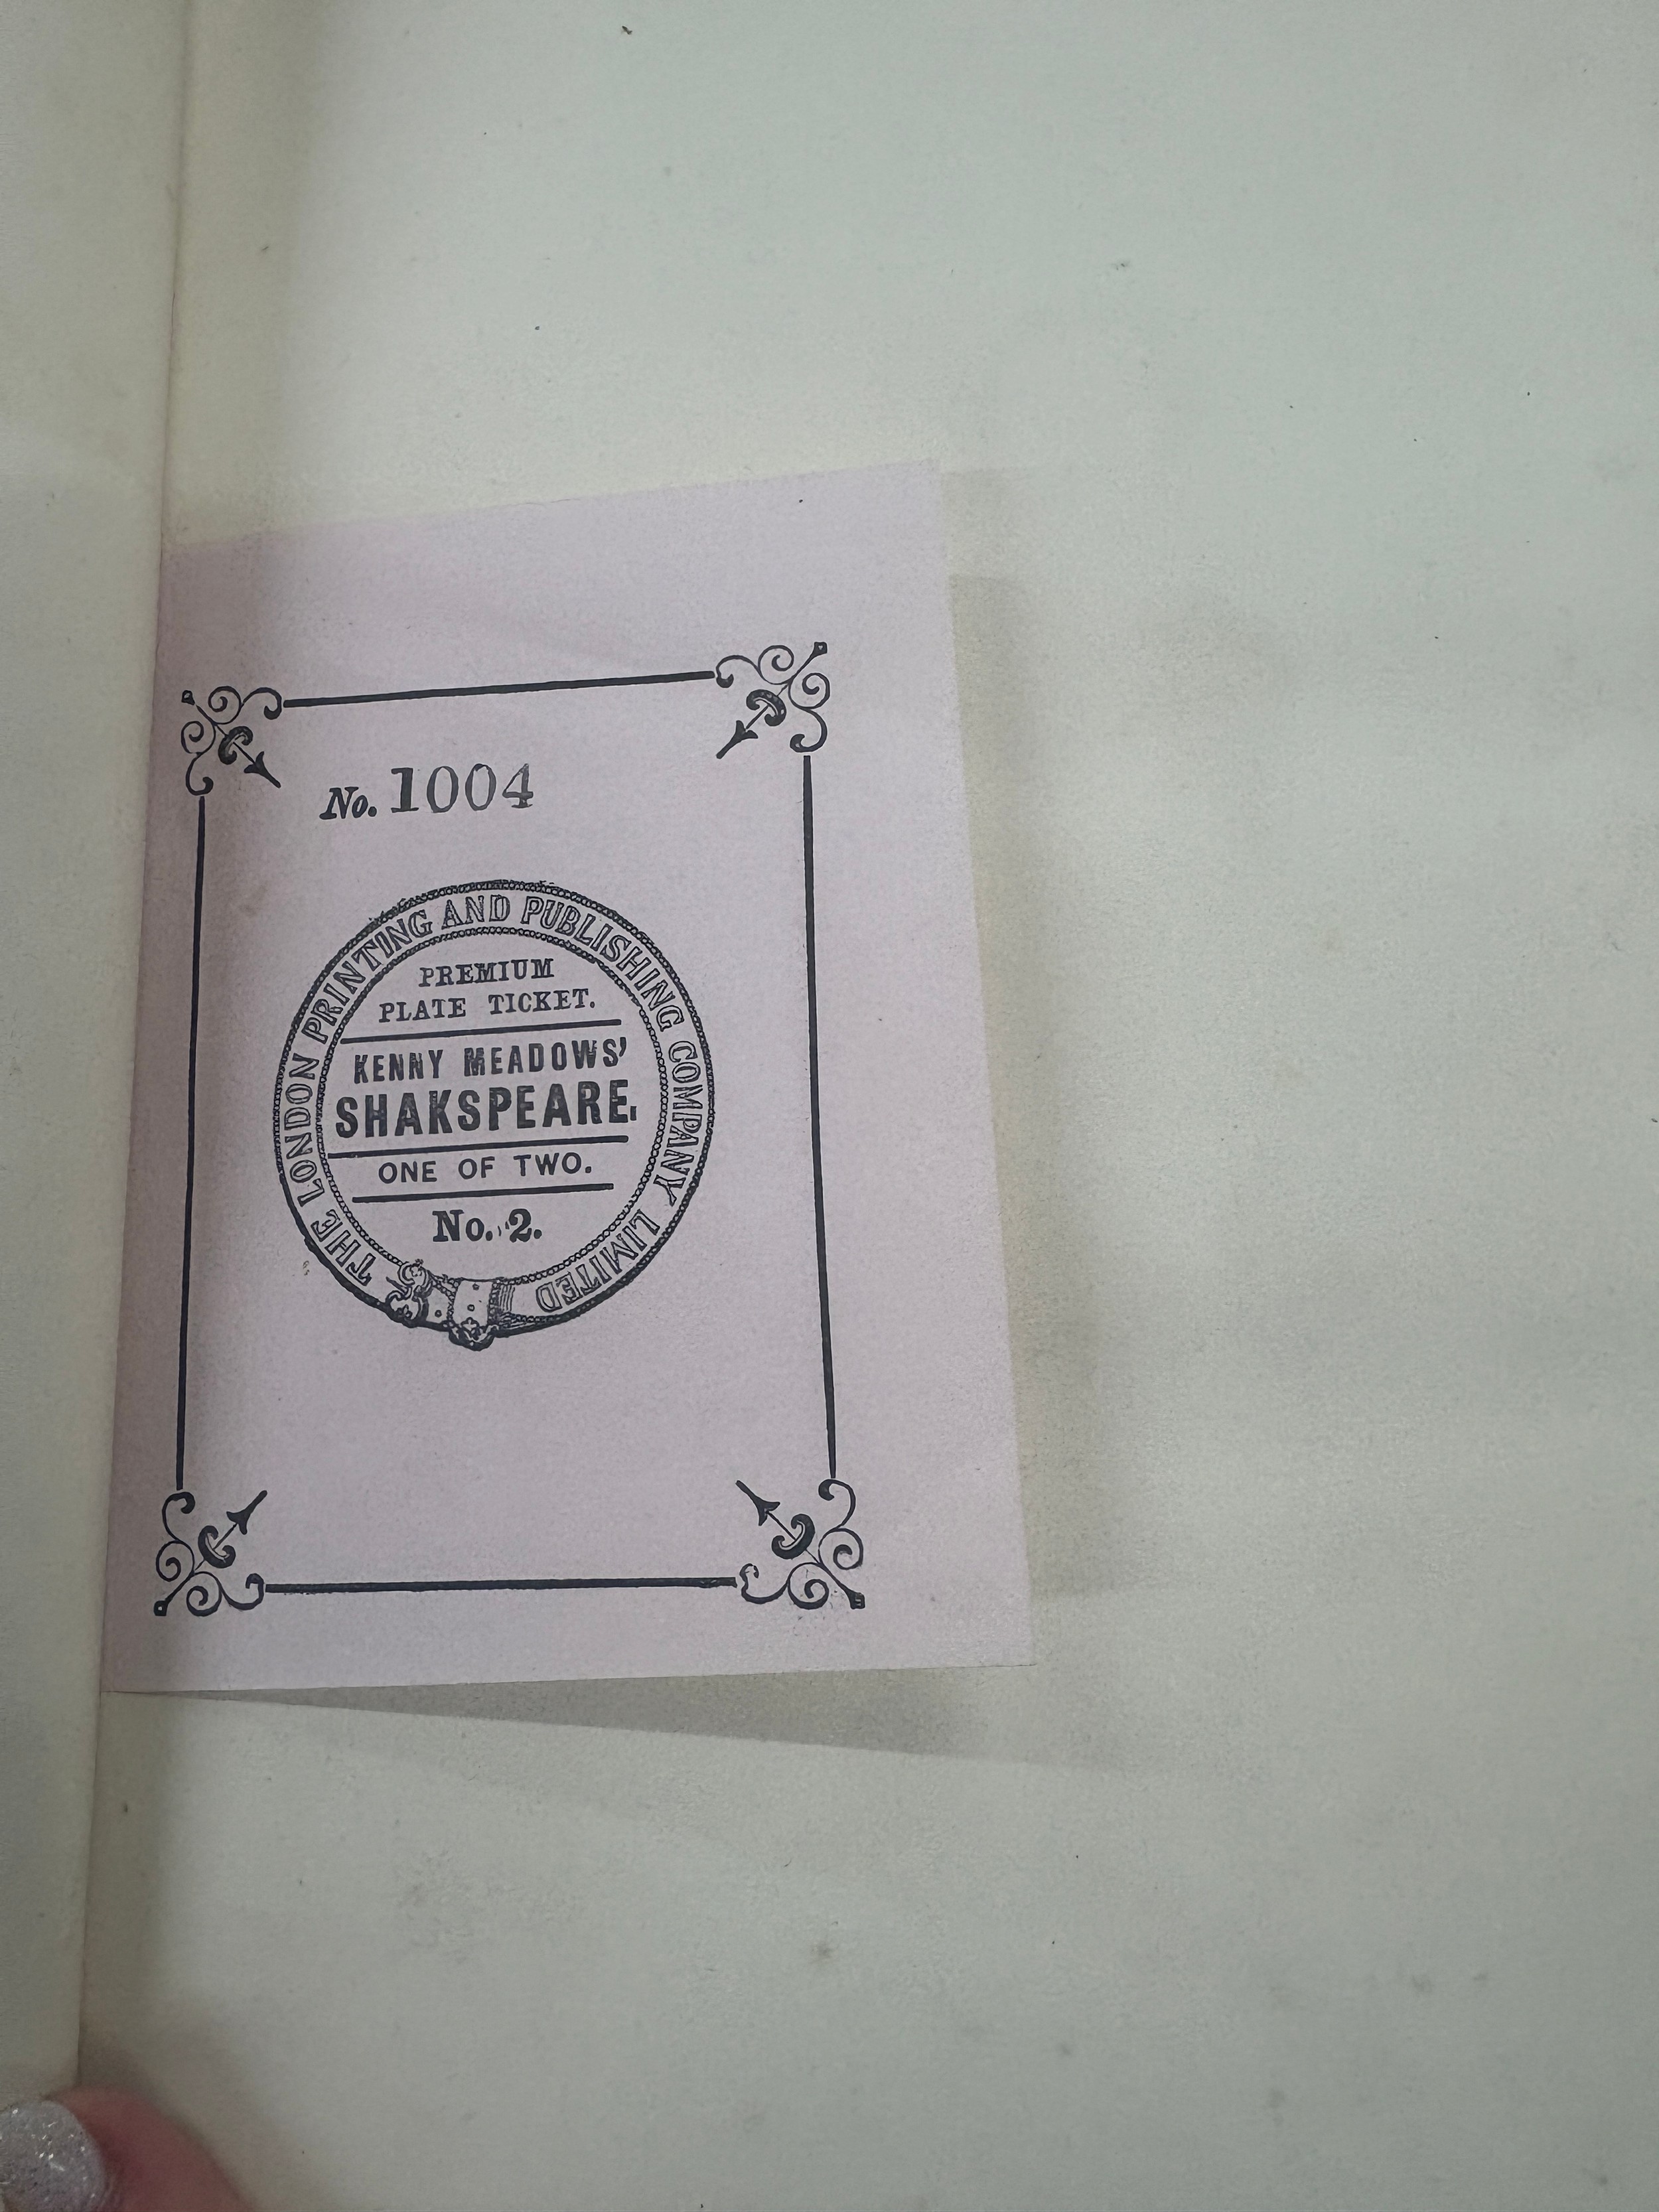 No. 1004
THE LONDON PRINTING AND PUBLISHING COMPANY LIMITED
PREMIUM
PLATE TICKET.
KENNY MEADOWS'
SHAKSPEARE.
ONE OF TWO.
No. 2.